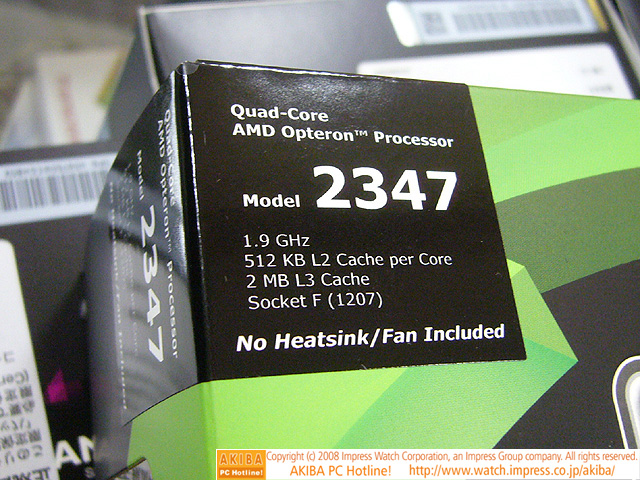 Quad-Core
AMD Opteron™ Processor
Model 2347
1.9 GHz
512 KB L2 Cache per Core
2 MB L3 Cache
Socket F (1207)
No Heatsink/Fan Included
Quad-Core
AMD Opteron™ Processor
Model 2347
AKIBA
PC Hotline!
Copyright (c) 2008 Impress Watch Corporation, an Impress Group company. All rights reserved.
AKIBA PC Hotline! http://www.watch.impress.co.jp/akiba/